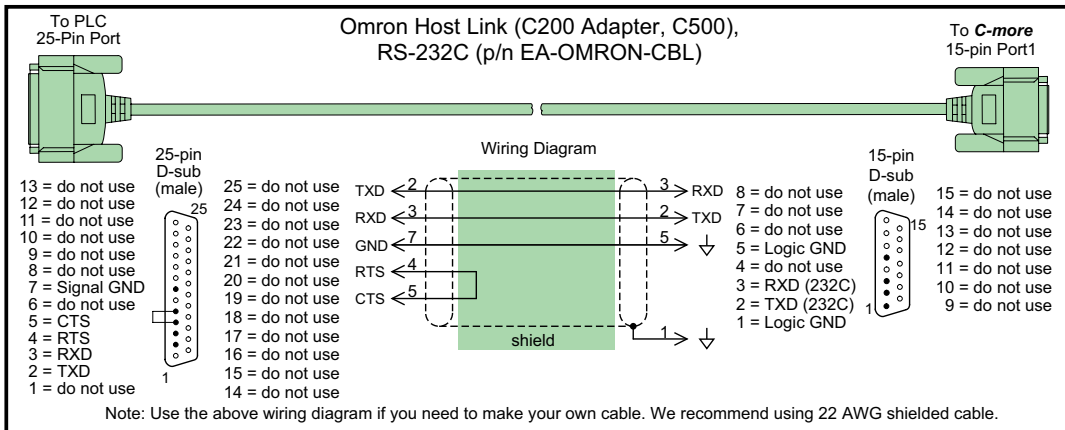 To PLC
25-Pin Port
Omron Host Link (C200 Adapter, C500),
RS-232C (p/n EA-OMRON-CBL)
To C-more
15-pin Port1
25-pin
D-sub
(male)
13 = do not use
12 = do not use
11 = do not use
10 = do not use
9 = do not use
8 = do not use
7 = Signal GND
6 = do not use
5 = CTS
4 = RTS
3 = RXD
2 = TXD
1 = do not use
25
1
25 = do not use
24 = do not use
23 = do not use
22 = do not use
21 = do not use
20 = do not use
19 = do not use
18 = do not use
17 = do not use
16 = do not use
15 = do not use
14 = do not use
Wiring Diagram
TXD 2 3 RXD
RXD 3 2 TXD
GND 7 5
RTS 4
CTS 5
1
shield
8 = do not use
7 = do not use
6 = do not use
5 = Logic GND
4 = do not use
3 = RXD (232C)
2 = TXD (232C)
1 = Logic GND
15-pin
D-sub
(male)
15
1
15 = do not use
14 = do not use
13 = do not use
12 = do not use
11 = do not use
10 = do not use
9 = do not use
Note: Use the above wiring diagram if you need to make your own cable. We recommend using 22 AWG shielded cable.